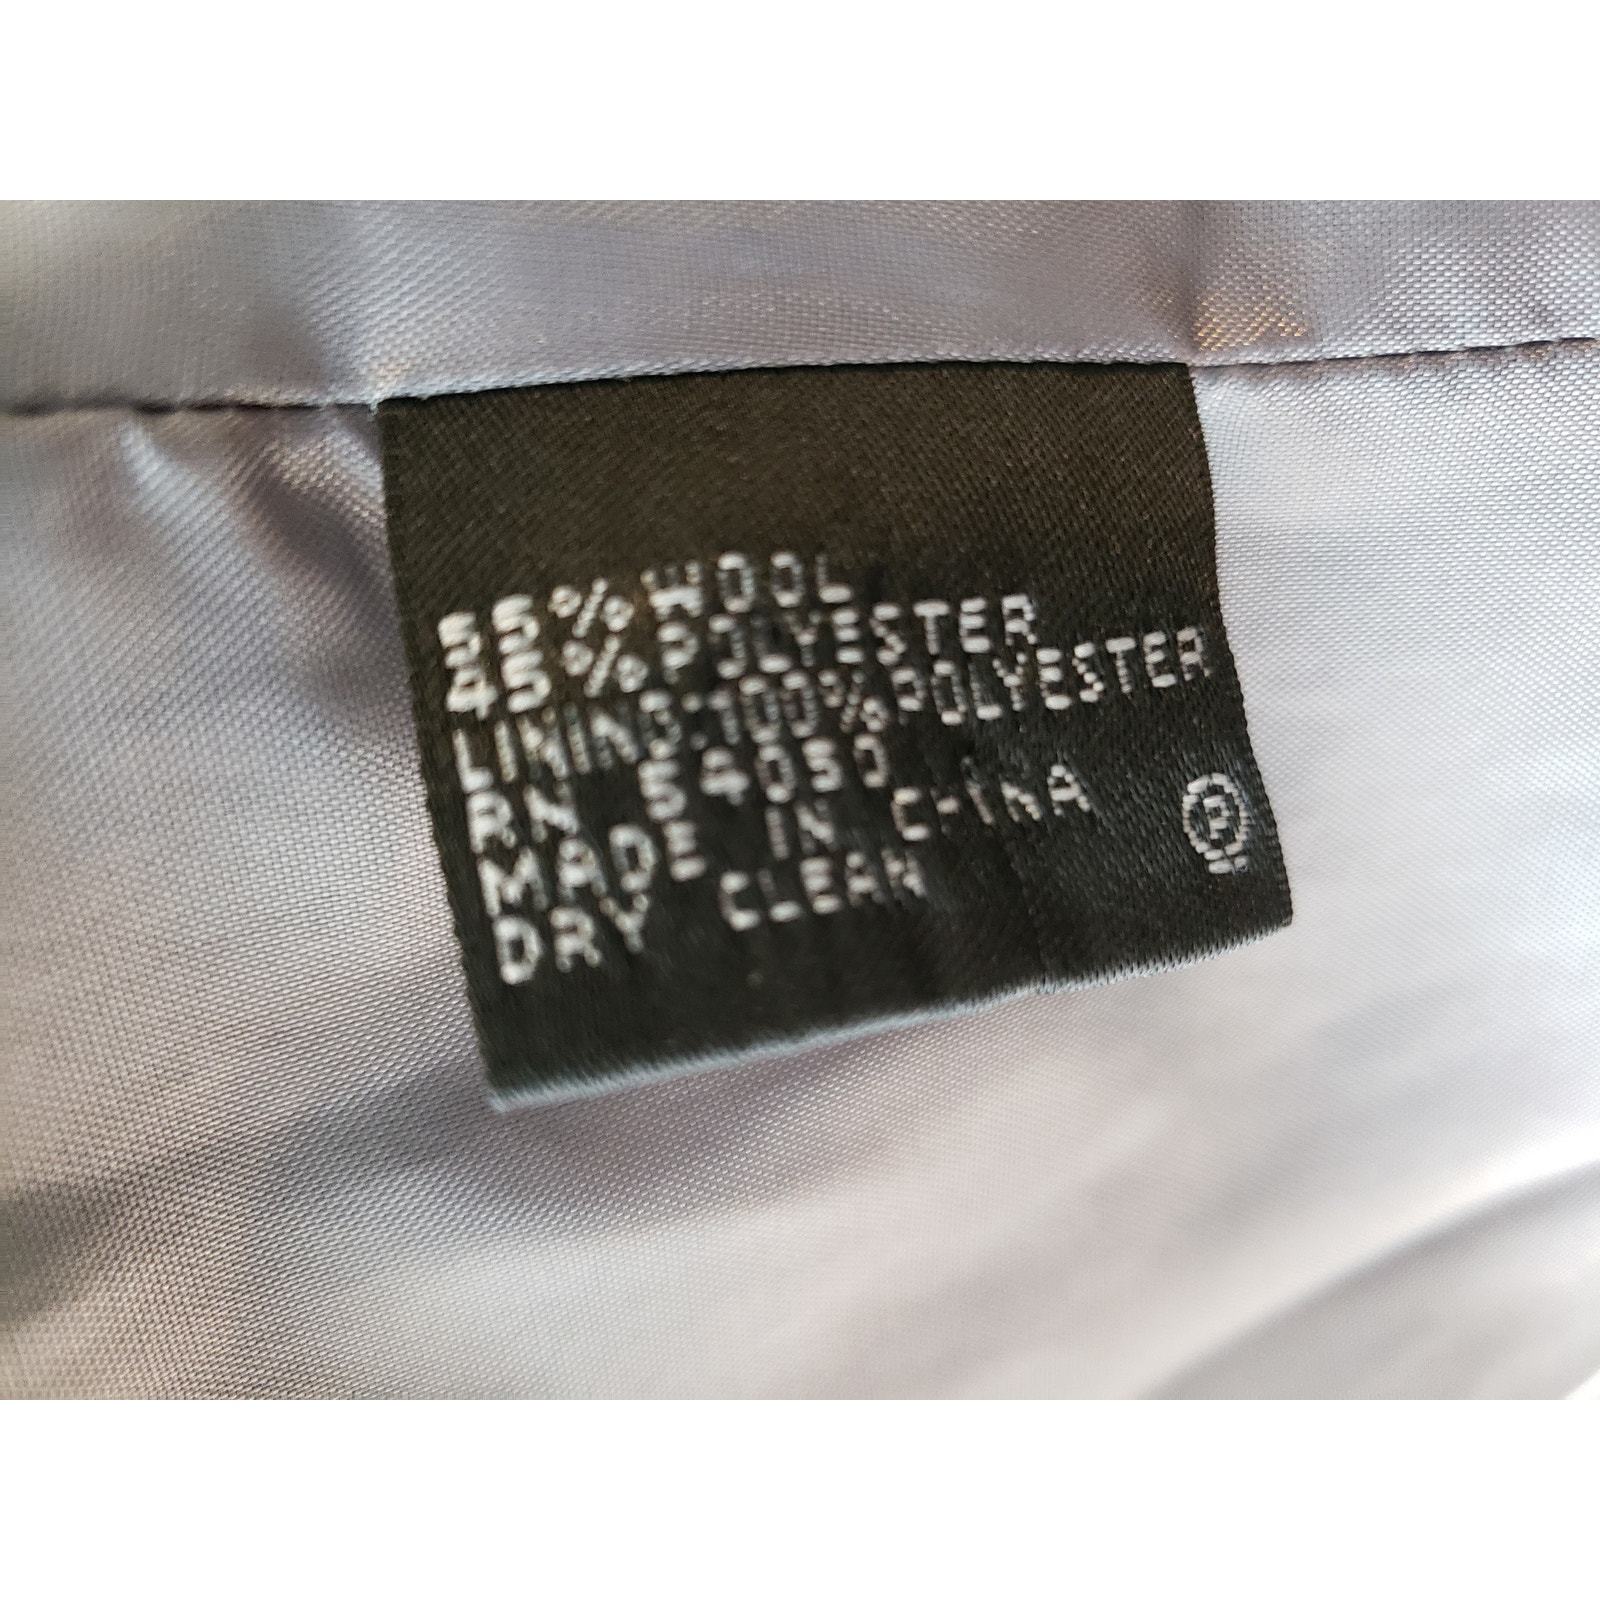 55% WOOL
45% POLYESTER
LINING:100% POLYESTER
RN 54050
MADE IN CHINA
DRY CLEAN Ⓟ